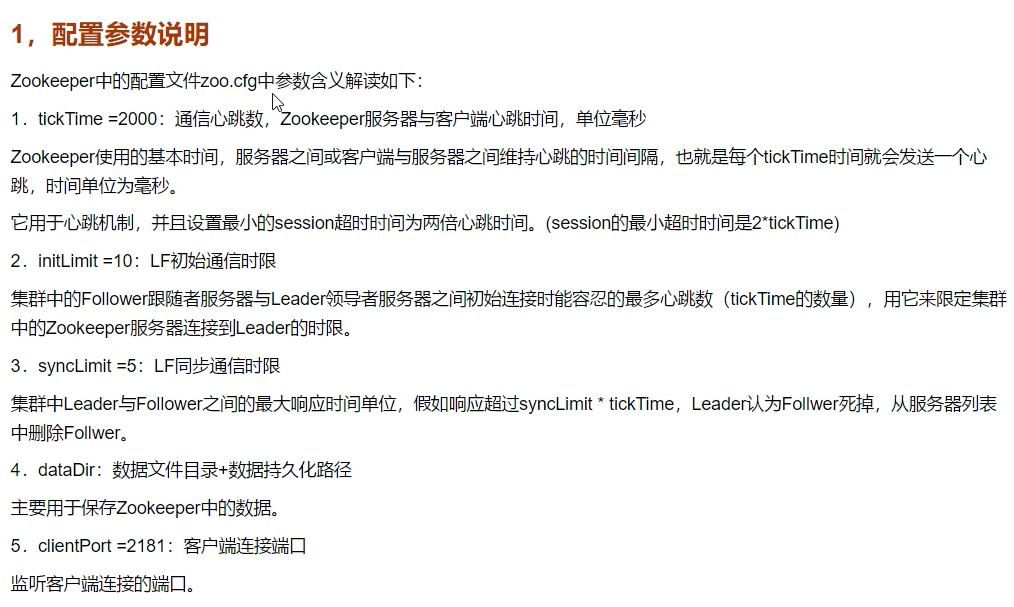 1，配置参数说明
Zookeeper中的配置文件zoo.cfg中参数含义解读如下：
1．tickTime =2000：通信心跳数，Zookeeper服务器与客户端心跳时间，单位毫秒
Zookeeper使用的基本时间，服务器之间或客户端与服务器之间维持心跳的时间间隔，也就是每个tickTime时间就会发送一个心
跳，时间单位为毫秒。
它用于心跳机制，并且设置最小的session超时时间为两倍心跳时间。(session的最小超时时间是2*tickTime)
2．initLimit =10：LF初始通信时限
集群中的Follower跟随者服务器与Leader领导者服务器之间初始连接时能容忍的最多心跳数（tickTime的数量），用它来限定集群
中的Zookeeper服务器连接到Leader的时限。
3．syncLimit =5：LF同步通信时限
集群中Leader与Follower之间的最大响应时间单位，假如响应超过syncLimit * tickTime，Leader认为Follwer死掉，从服务器列表
中删除Follwer。
4．dataDir：数据文件目录+数据持久化路径
主要用于保存Zookeeper中的数据。
5．clientPort =2181：客户端连接端口
监听客户端连接的端口。